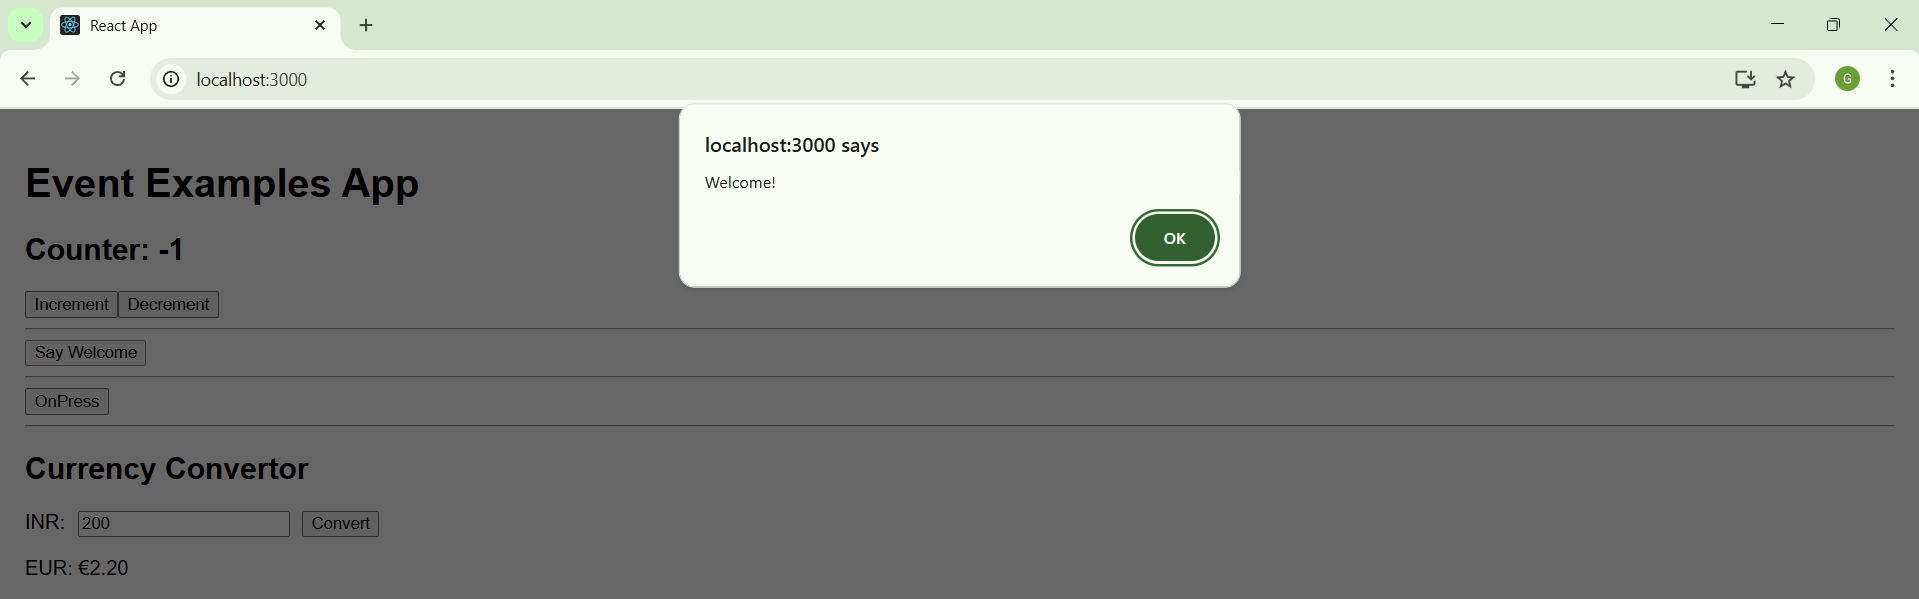 React App
localhost:3000
G
localhost:3000 says
Welcome!
OK
Event Examples App
Counter: -1
Increment Decrement
Say Welcome
OnPress
Currency Convertor
INR: 200 Convert
EUR: €2.20